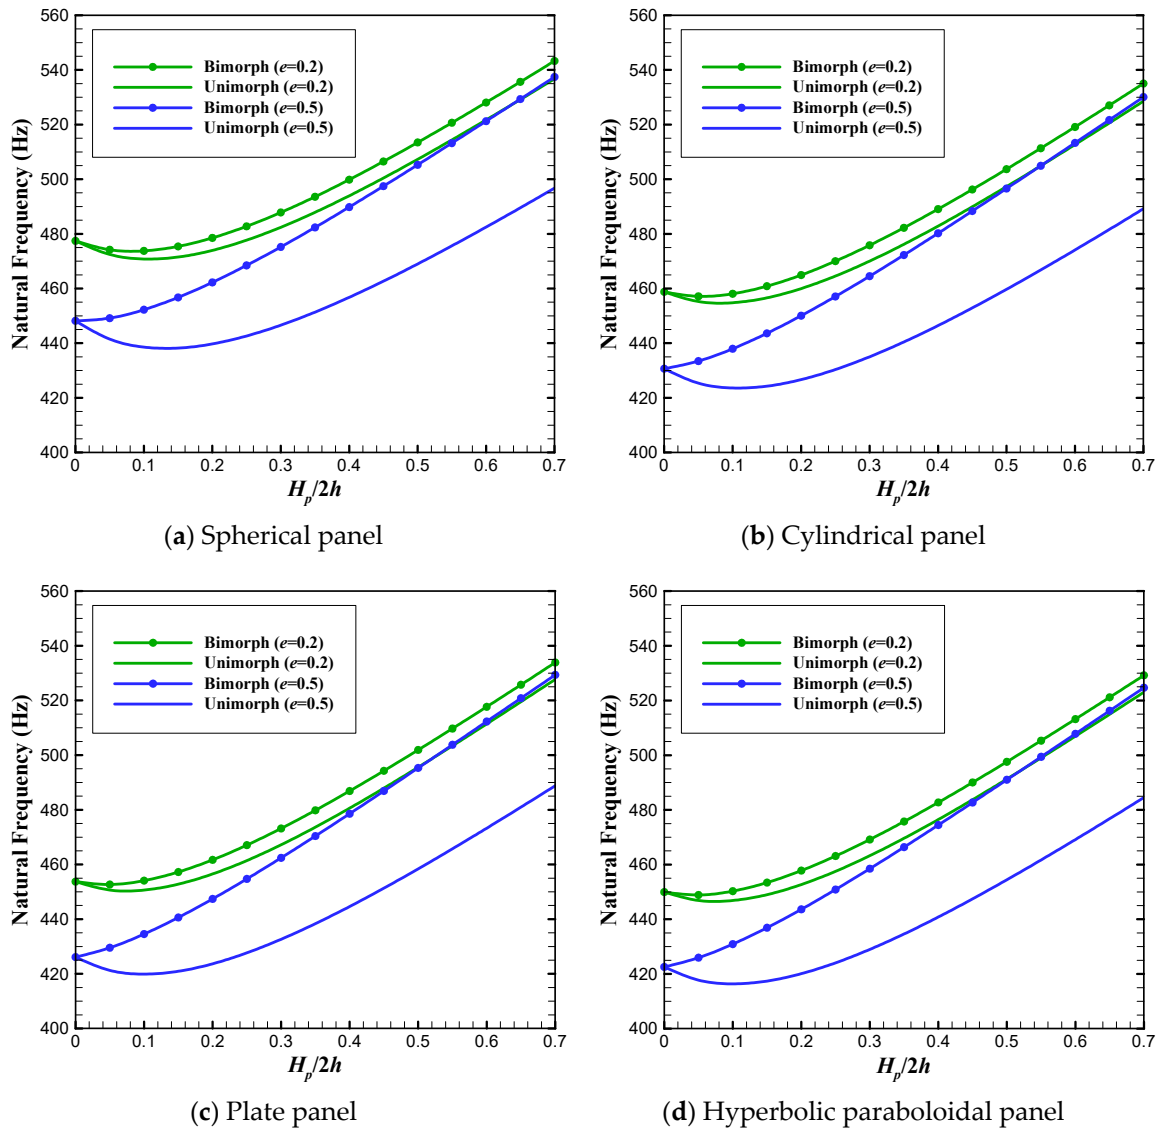 560
540
520
500
480
460
440
420
400
Natural Frequency (Hz)
Bimorph (e=0.2)
Unimorph (e=0.2)
Bimorph (e=0.5)
Unimorph (e=0.5)
0 0.1 0.2 0.3 0.4 0.5 0.6 0.7
Hp/2h
(a) Spherical panel
560
540
520
500
480
460
440
420
400
Natural Frequency (Hz)
Bimorph (e=0.2)
Unimorph (e=0.2)
Bimorph (e=0.5)
Unimorph (e=0.5)
0 0.1 0.2 0.3 0.4 0.5 0.6 0.7
Hp/2h
(b) Cylindrical panel
560
540
520
500
480
460
440
420
400
Natural Frequency (Hz)
Bimorph (e=0.2)
Unimorph (e=0.2)
Bimorph (e=0.5)
Unimorph (e=0.5)
0 0.1 0.2 0.3 0.4 0.5 0.6 0.7
Hp/2h
(c) Plate panel
560
540
520
500
480
460
440
420
400
Natural Frequency (Hz)
Bimorph (e=0.2)
Unimorph (e=0.2)
Bimorph (e=0.5)
Unimorph (e=0.5)
0 0.1 0.2 0.3 0.4 0.5 0.6 0.7
Hp/2h
(d) Hyperbolic paraboloidal panel